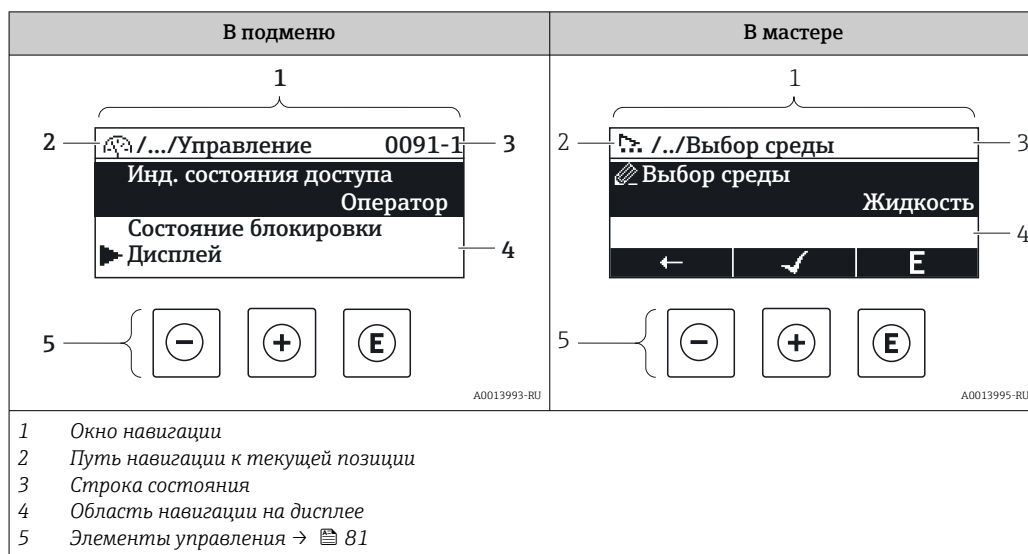 В подменю
В мастере
1
2
/.../Управление 0091-1
3
Инд. состояния доступа
Оператор
Состояние блокировки
Дисплей
4
5
E
A0013993-RU
1
2
/../Выбор среды
3
Выбор среды
Жидкость
4
E
5
E
A0013995-RU
1 Окно навигации
2 Путь навигации к текущей позиции
3 Строка состояния
4 Область навигации на дисплее
5 Элементы управления → 81